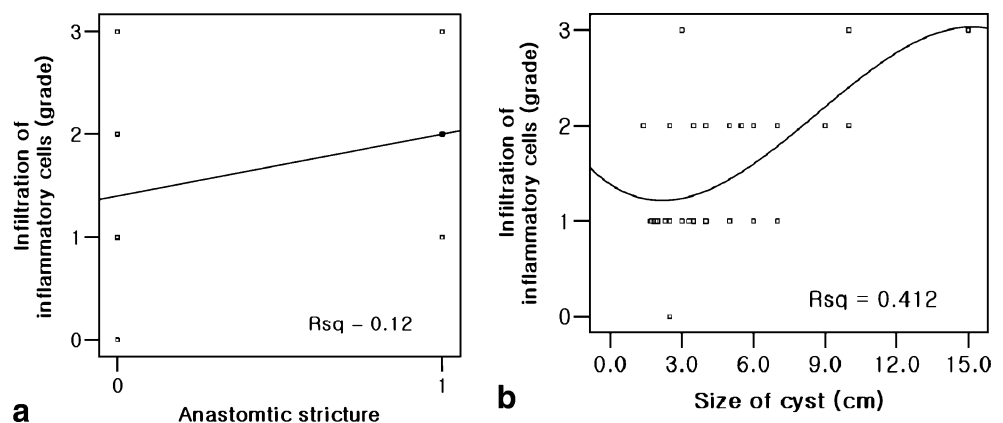 Infiltration of
inflammatory cells (grade)
3
2
1
0
Rsq – 0.12
0
1
Anastomtic stricture
a
Infiltration of
inflammatory cells (grade)
3
2
1
0
Rsq = 0.412
0.0
3.0
6.0
9.0
12.0
15.0
Size of cyst (cm)
b